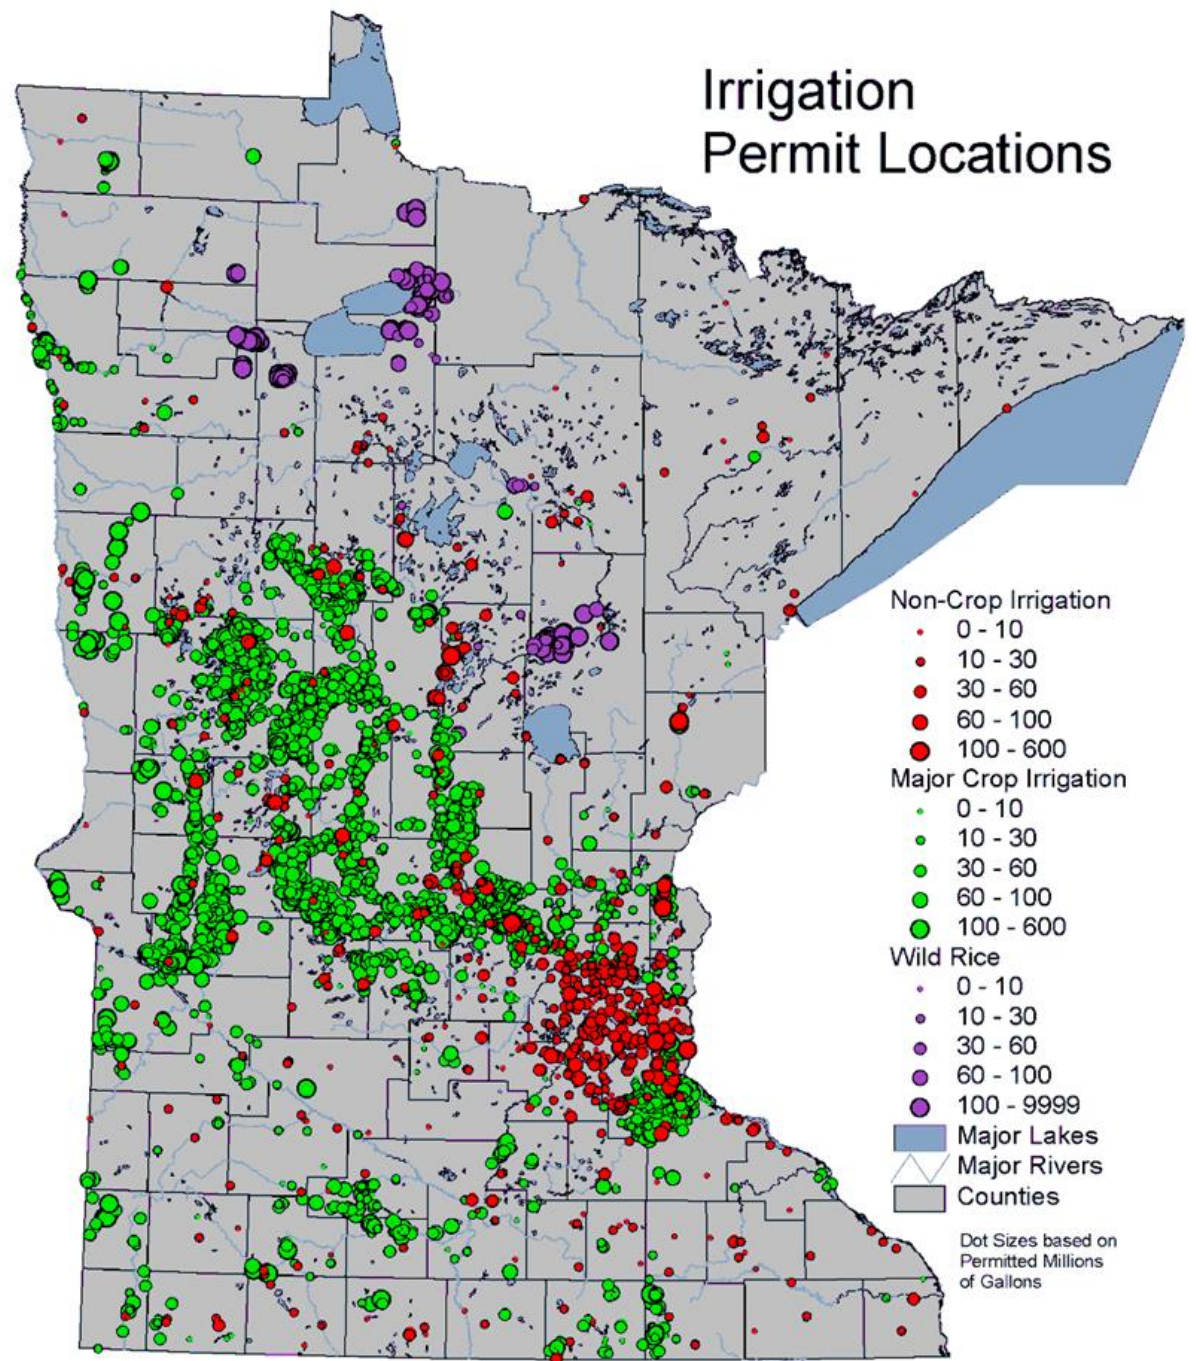 Irrigation
Permit Locations
Non-Crop Irrigation
0 - 10
10 - 30
30 - 60
60 - 100
100 - 600
Major Crop Irrigation
0 - 10
10 - 30
30 - 60
60 - 100
100 - 600
Wild Rice
0 - 10
10 - 30
30 - 60
60 - 100
100 - 9999
Major Lakes
Major Rivers
Counties
Dot Sizes based on
Permitted Millions
of Gallons